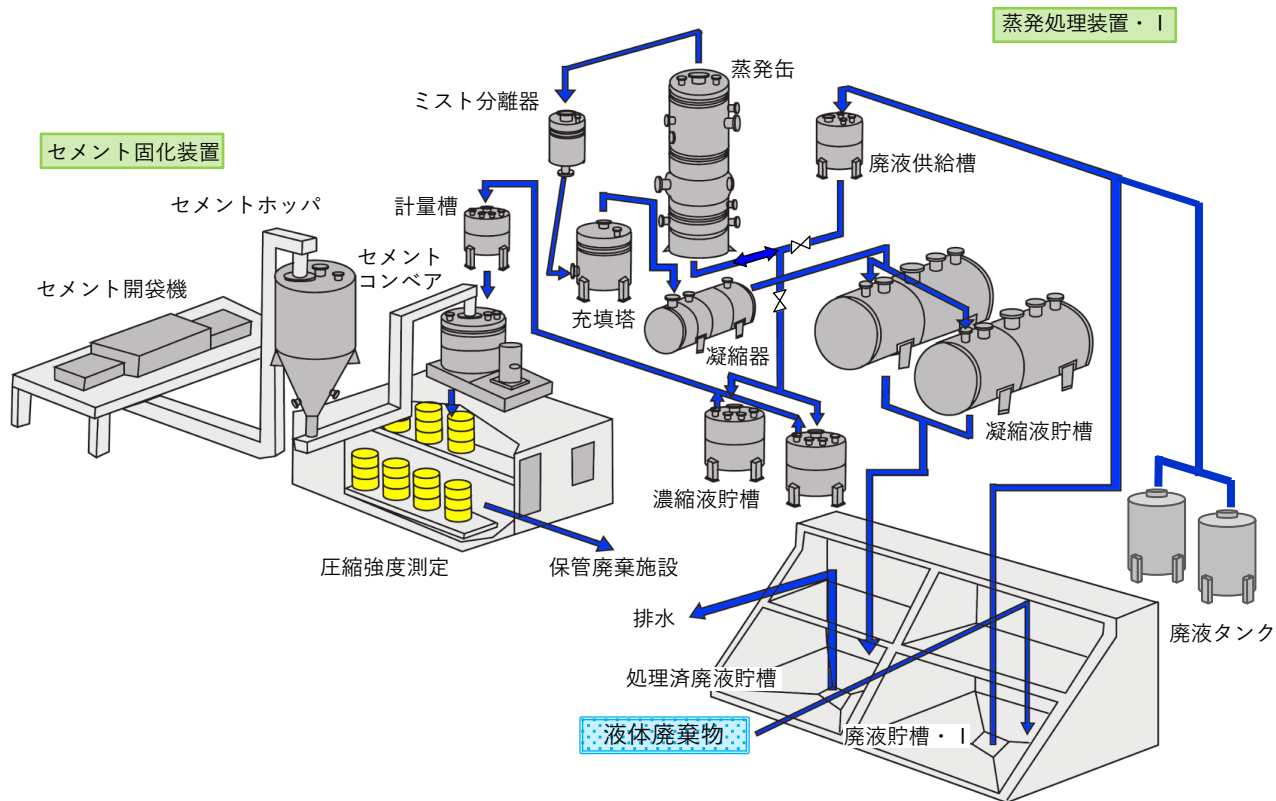 蒸発処理装置・Ⅰ
蒸発缶
ミスト分離器
セメント固化装置
廃液供給槽
セメントホッパ
計量槽
セメント
コンベア
セメント開袋機
充填塔
凝縮器
凝縮液貯槽
濃縮液貯槽
圧縮強度測定
保管廃棄施設
排水
廃液タンク
処理済廃液貯槽
液体廃棄物
廃液貯槽・Ⅰ